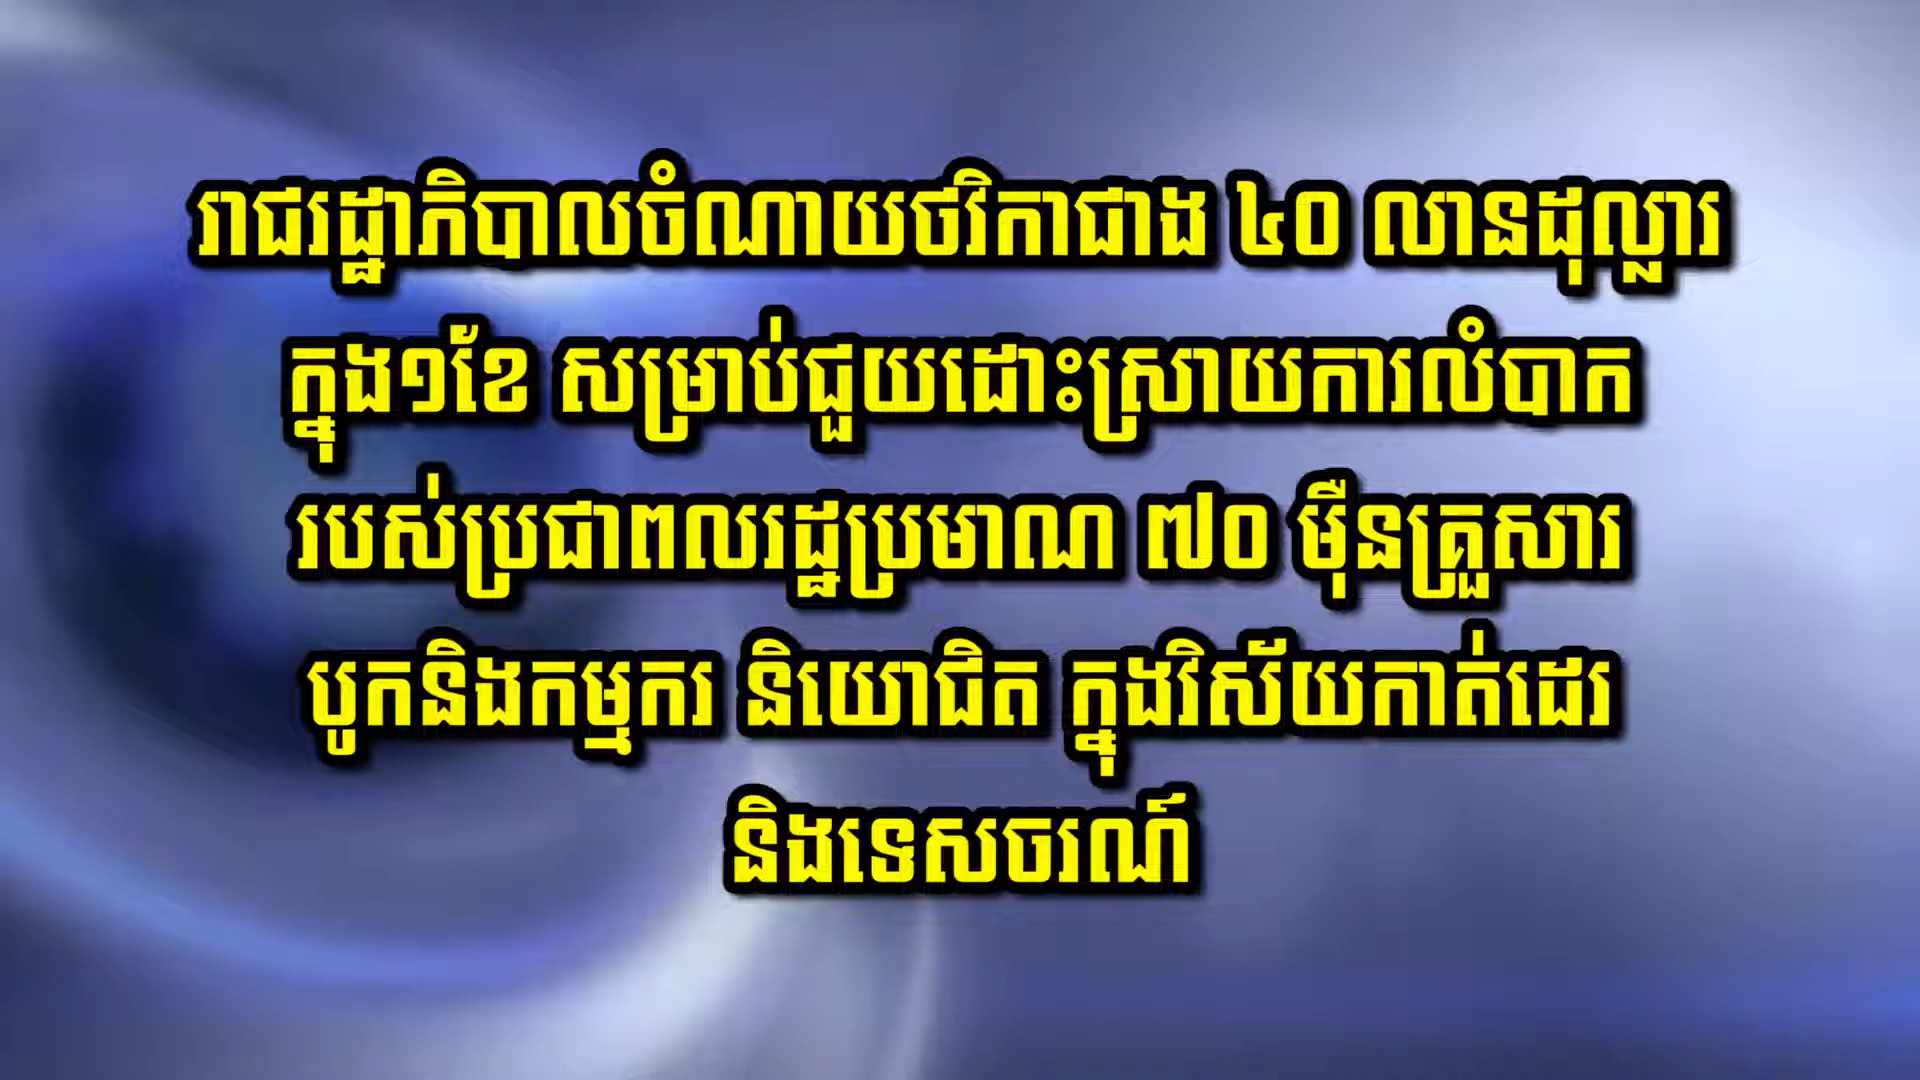 រាជរដ្ឋាភិបាលចំណាយថវិកាជាង ៤០ លានដុល្លារ
ក្នុង១ខែ សម្រាប់ជួយដោះស្រាយការលំបាក
របស់ប្រជាពលរដ្ឋប្រមាណ ៧០ ម៉ឺនគ្រួសារ
បូកនិងកម្មករ និយោជិត ក្នុងវិស័យកាត់ដេរ
និងទេសចរណ៍